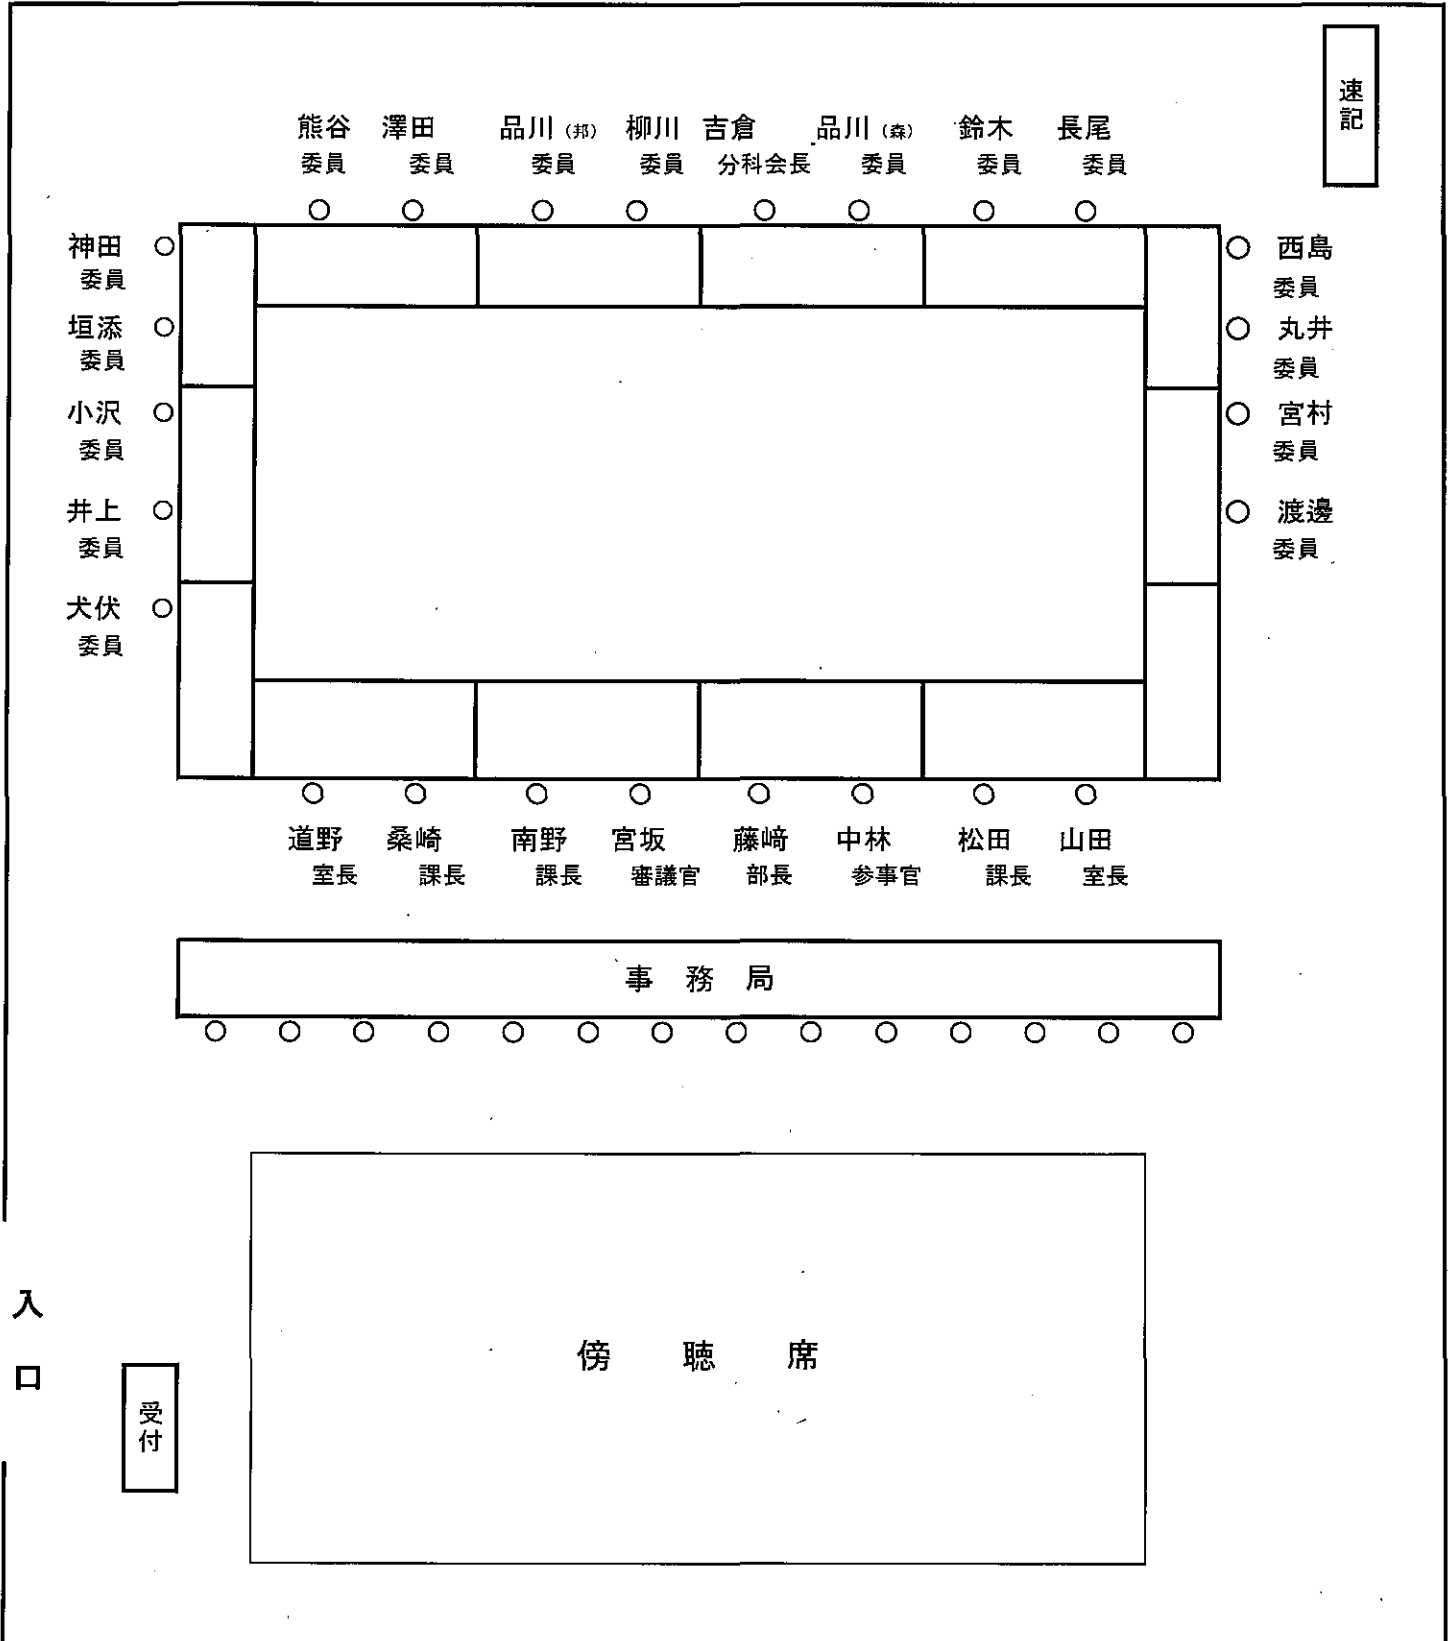 速記
熊谷 澤田 品川（邦） 柳川 吉倉 品川（森） 鈴木 長尾
委員 委員 委員 委員 分科会長 委員 委員 委員
神田
委員
垣添
委員
小沢
委員
井上
委員
犬伏
委員
西島
委員
丸井
委員
宮村
委員
渡邊
委員
道野 桑崎 南野 宮坂 藤﨑 中林 松田 山田
室長 課長 課長 審議官 部長 参事官 課長 室長
事務局
入口
受付
傍聴席